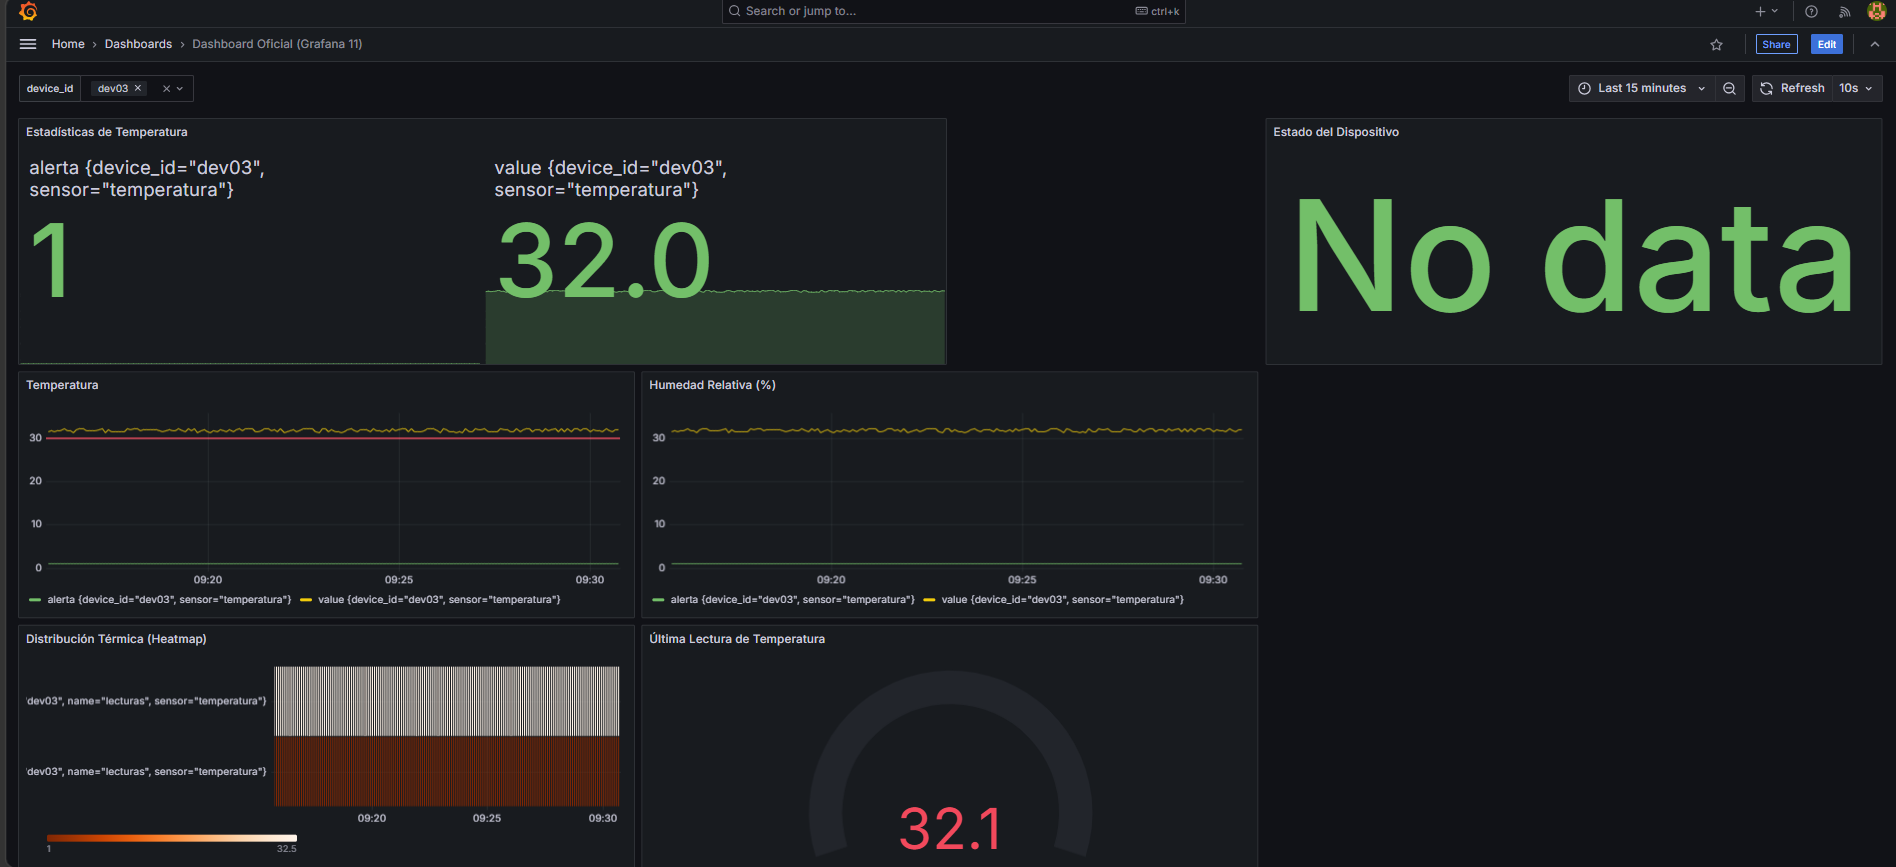 Search or jump to...
ctrl+k
Home › Dashboards › Dashboard Oficial (Grafana 11)
Share
Edit
device_id
dev03
Last 15 minutes
Refresh
10s
Estadísticas de Temperatura
alerta {device_id="dev03",
sensor="temperatura"}
1
value {device_id="dev03",
sensor="temperatura"}
32.0
Estado del Dispositivo
No data
Temperatura
30
20
10
0
09:20
09:25
09:30
alerta {device_id="dev03", sensor="temperatura"}
value {device_id="dev03", sensor="temperatura"}
Humedad Relativa (%)
30
20
10
0
09:20
09:25
09:30
alerta {device_id="dev03", sensor="temperatura"}
value {device_id="dev03", sensor="temperatura"}
Distribución Térmica (Heatmap)
'dev03", name="lecturas", sensor="temperatura"}
'dev03", name="lecturas", sensor="temperatura"}
09:20
09:25
09:30
1
32.5
Última Lectura de Temperatura
32.1